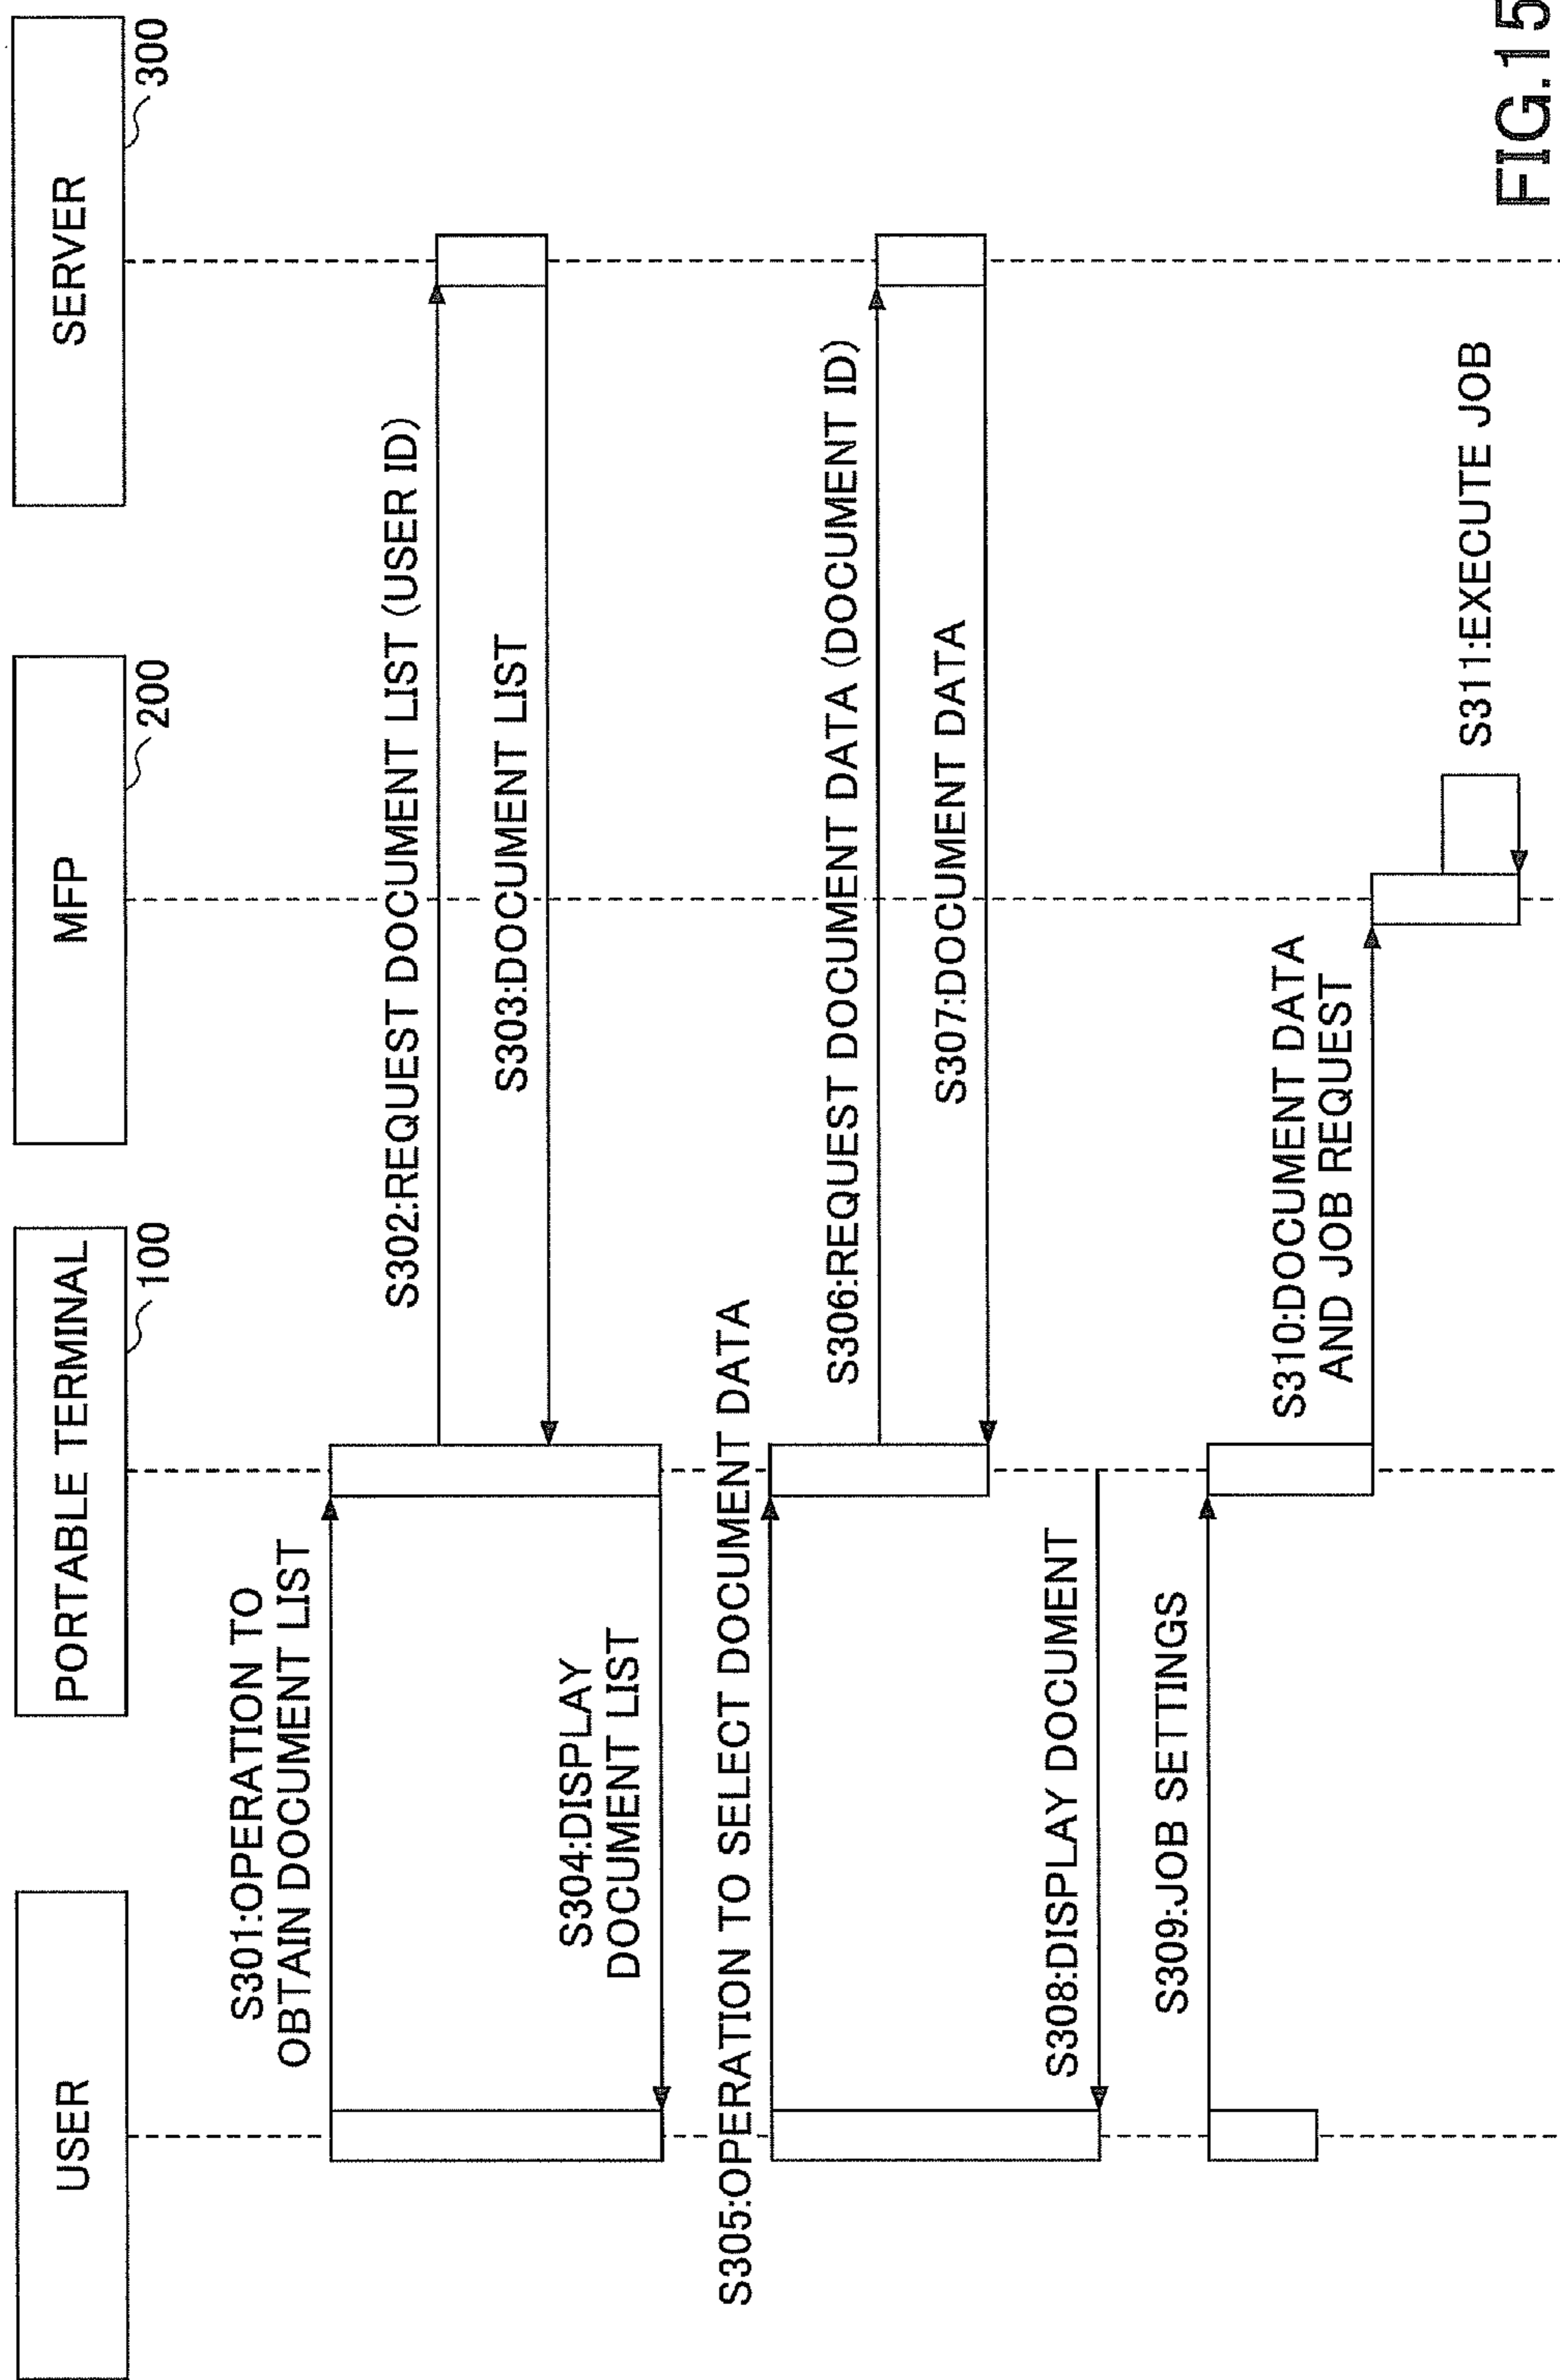 USER
PORTABLE TERMINAL
100
MFP
200
SERVER
300
S301:OPERATION TO
OBTAIN DOCUMENT LIST
S302:REQUEST DOCUMENT LIST (USER ID)
S303:DOCUMENT LIST
S304:DISPLAY
DOCUMENT LIST
S305:OPERATION TO SELECT DOCUMENT DATA
S306:REQUEST DOCUMENT DATA (DOCUMENT ID)
S307:DOCUMENT DATA
S308:DISPLAY DOCUMENT
S309:JOB SETTINGS
S310:DOCUMENT DATA
AND JOB REQUEST
S311:EXECUTE JOB
FIG.15